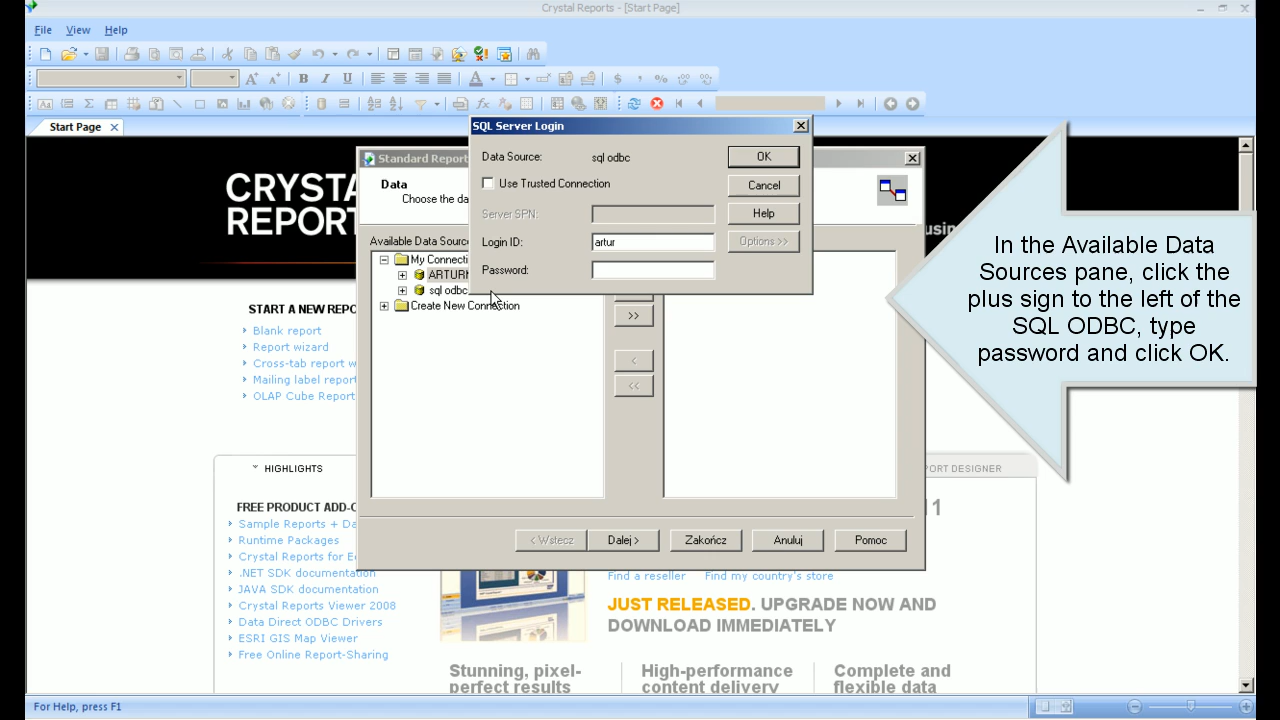 Crystal Reports - [Start Page]
File View Help
Start Page
CRYSTA
REPORT
usin
SQL Server Login
Data Source: sql odbc
Use Trusted Connection
Server SPN:
Login ID: artur
Password:
OK
Cancel
Help
Options >>
Standard Report
Data
Choose the da
Available Data Source
My Connecti
ARTUR
sql odbc
Create New Connection
>>
<
<<
< Wstecz
Dalej >
Zakończ
Anuluj
Pomoc
In the Available Data
Sources pane, click the
plus sign to the left of the
SQL ODBC, type
password and click OK.
START A NEW REPO
Blank report
Report wizard
Cross-tab report w
Mailing label report
OLAP Cube Report
HIGHLIGHTS
PORT DESIGNER
FREE PRODUCT ADD-O
Sample Reports + Da
Runtime Packages
Crystal Reports for E
.NET SDK documentation
JAVA SDK documentation
Crystal Reports Viewer 2008
Data Direct ODBC Drivers
ESRI GIS Map Viewer
Free Online Report-Sharing
11
Find a reseller Find my country's store
JUST RELEASED. UPGRADE NOW AND
DOWNLOAD IMMEDIATELY
Stunning, pixel-
perfect results
High-performance
content delivery
Complete and
flexible data
For Help, press F1